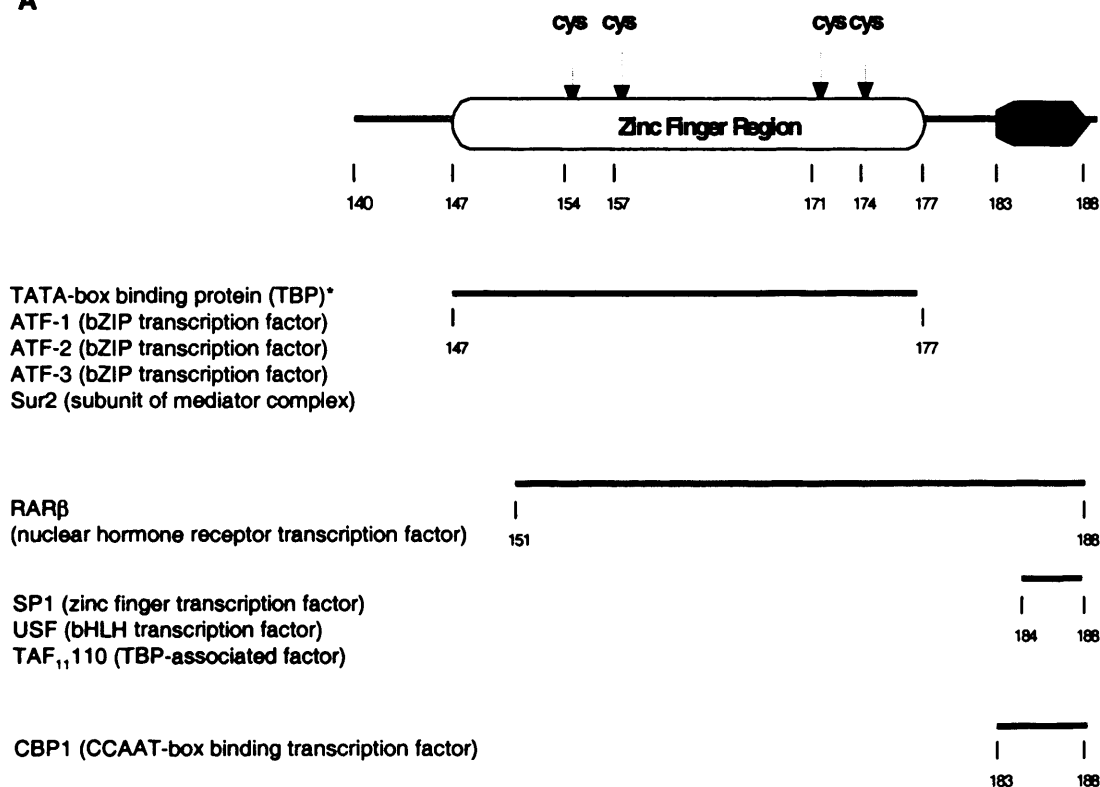 A
cys cys cys cys
Zinc Finger Region
140 147 154 157 171 174 177 183 188
TATA-box binding protein (TBP)*
ATF-1 (bZIP transcription factor)
ATF-2 (bZIP transcription factor)
147 177
ATF-3 (bZIP transcription factor)
Sur2 (subunit of mediator complex)
RARβ
(nuclear hormone receptor transcription factor)
151 188
SP1 (zinc finger transcription factor)
USF (bHLH transcription factor)
184 188
TAF₁₁110 (TBP-associated factor)
CBP1 (CCAAT-box binding transcription factor)
183 188